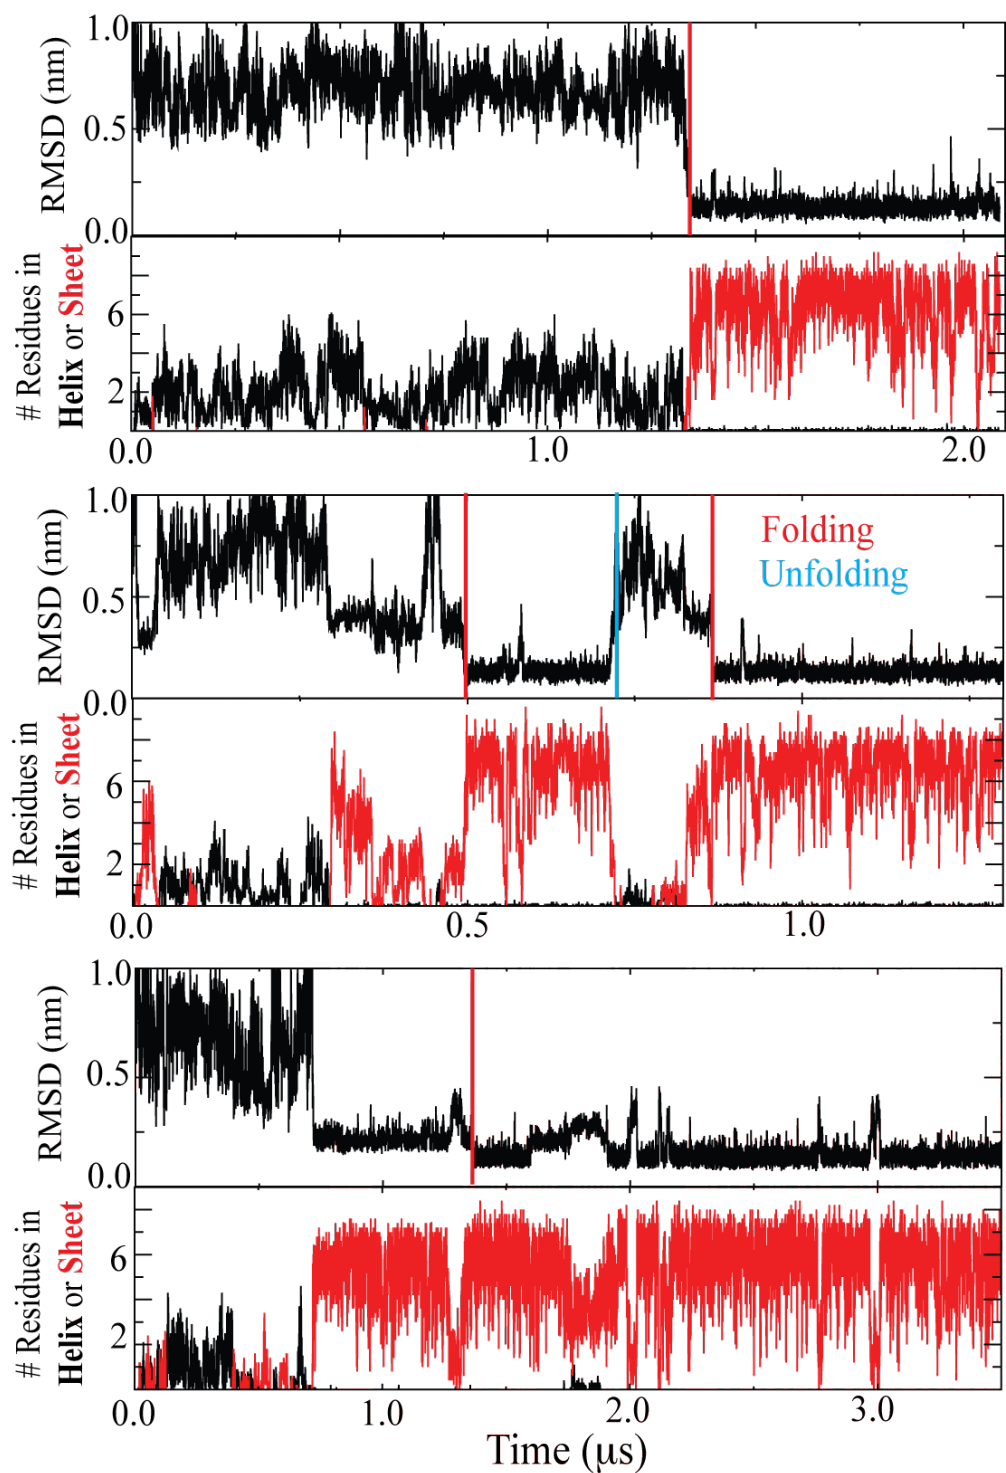 1.0
RMSD (nm)
0.5
0.0
# Residues in
Helix or Sheet
6
2
0.0
1.0
2.0
1.0
RMSD (nm)
0.5
0.0
Folding
Unfolding
# Residues in
Helix or Sheet
6
2
0.0
0.5
1.0
1.0
RMSD (nm)
0.5
0.0
# Residues in
Helix or Sheet
6
2
0.0
1.0
2.0
3.0
Time (μs)